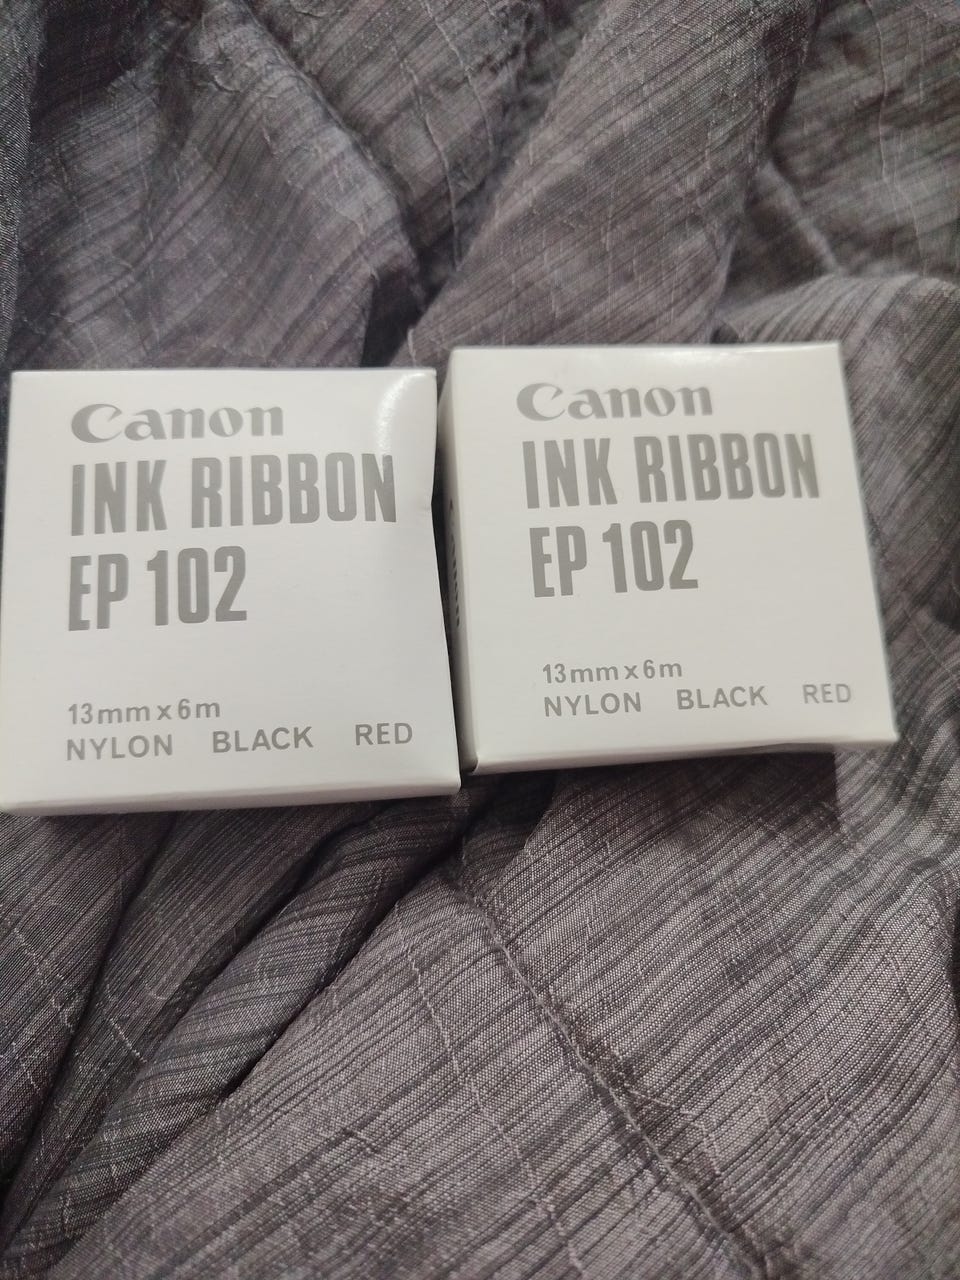 Canon
INK RIBBON
EP 102
13mm x 6m
NYLON BLACK RED
Canon
INK RIBBON
EP 102
13mm x 6m
NYLON BLACK RED